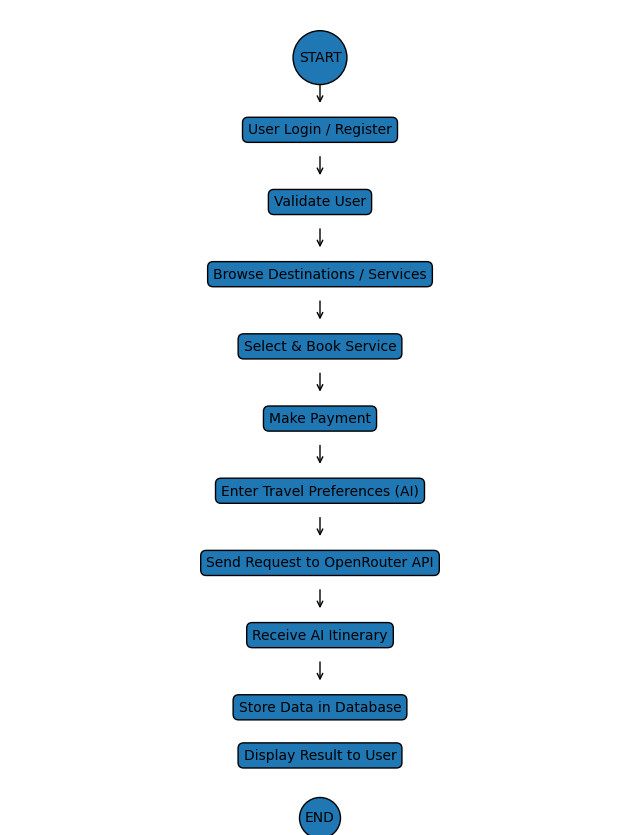 START
User Login / Register
Validate User
Browse Destinations / Services
Select & Book Service
Make Payment
Enter Travel Preferences (AI)
Send Request to OpenRouter API
Receive AI Itinerary
Store Data in Database
Display Result to User
END